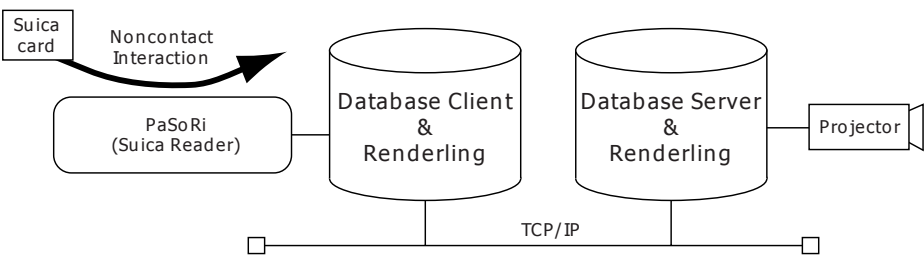 Suica
card
Noncontact
Interaction
PaSoRi
(Suica Reader)
Database Client
&
Renderling
Database Server
&
Renderling
Projector
TCP/IP